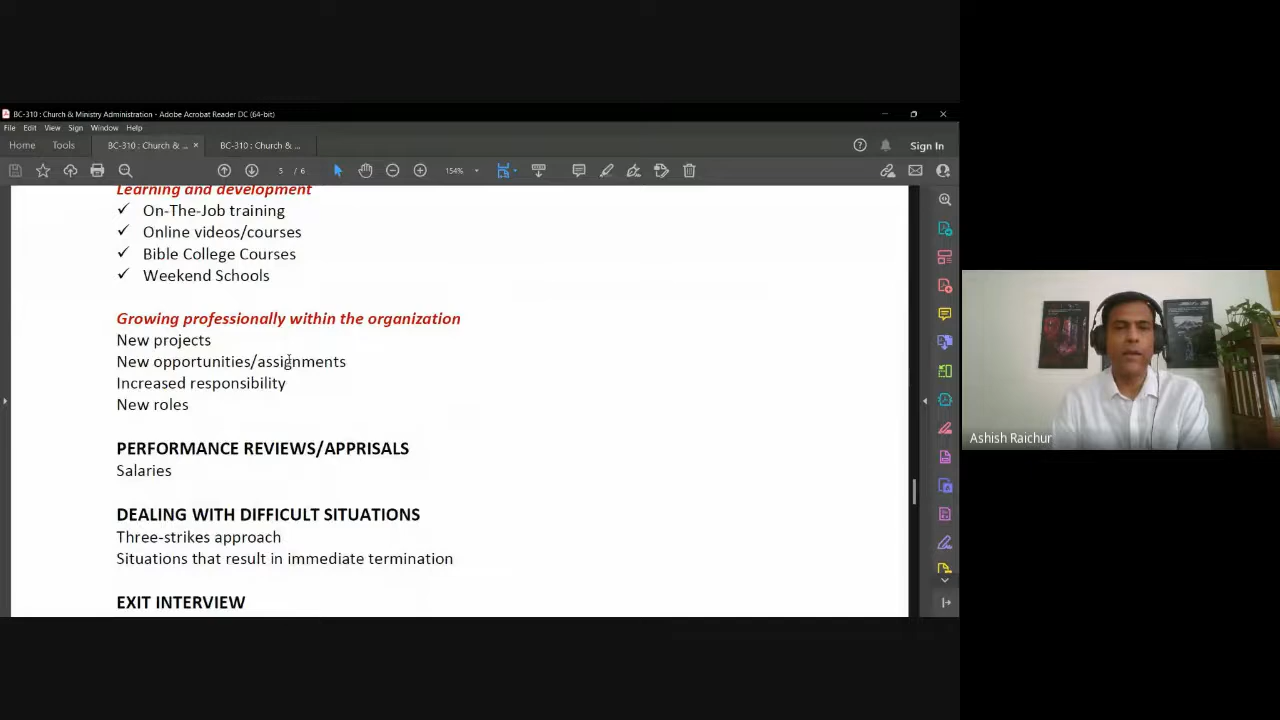 BC-310 : Church & Ministry Administration - Adobe Acrobat Reader DC (64-bit)
File Edit View Sign Window Help
Home Tools BC-310 : Church & ... × BC-310 : Church & ... Sign In
5 / 6 154%
Learning and development
✓ On-The-Job training
✓ Online videos/courses
✓ Bible College Courses
✓ Weekend Schools
Growing professionally within the organization
New projects
New opportunities/assignments
Increased responsibility
New roles
PERFORMANCE REVIEWS/APPRISALS
Salaries
DEALING WITH DIFFICULT SITUATIONS
Three-strikes approach
Situations that result in immediate termination
EXIT INTERVIEW
Ashish Raichur